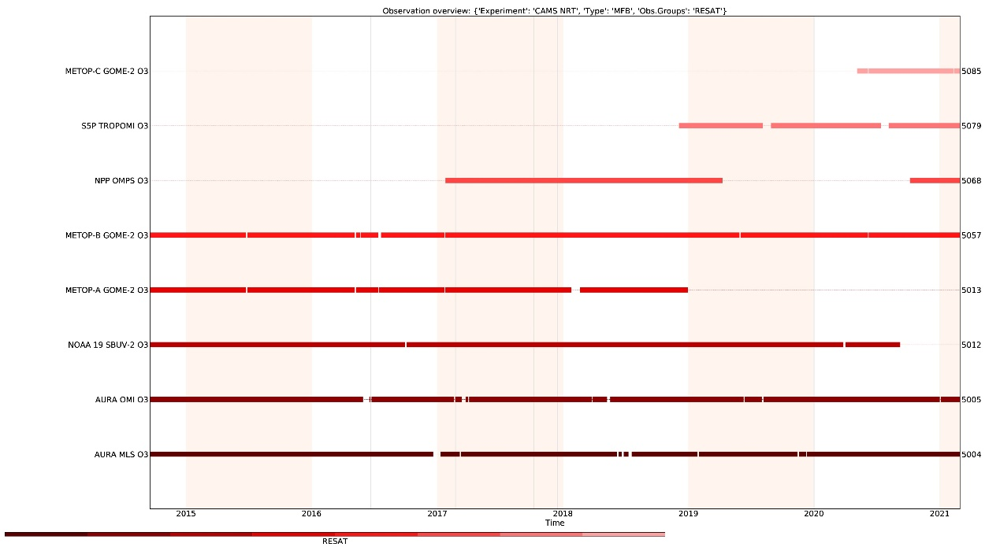 Observation overview: {'Experiment': 'CAMS NRT', 'Type': 'MFB', 'Obs.Groups': 'RESAT'}
METOP-C GOME-2 O3 5085
S5P TROPOMI O3 5079
NPP OMPS O3 5068
METOP-B GOME-2 O3 5057
METOP-A GOME-2 O3 5013
NOAA 19 SBUV-2 O3 5012
AURA OMI O3 5005
AURA MLS O3 5004
2015 2016 2017 2018 2019 2020 2021
Time
RESAT